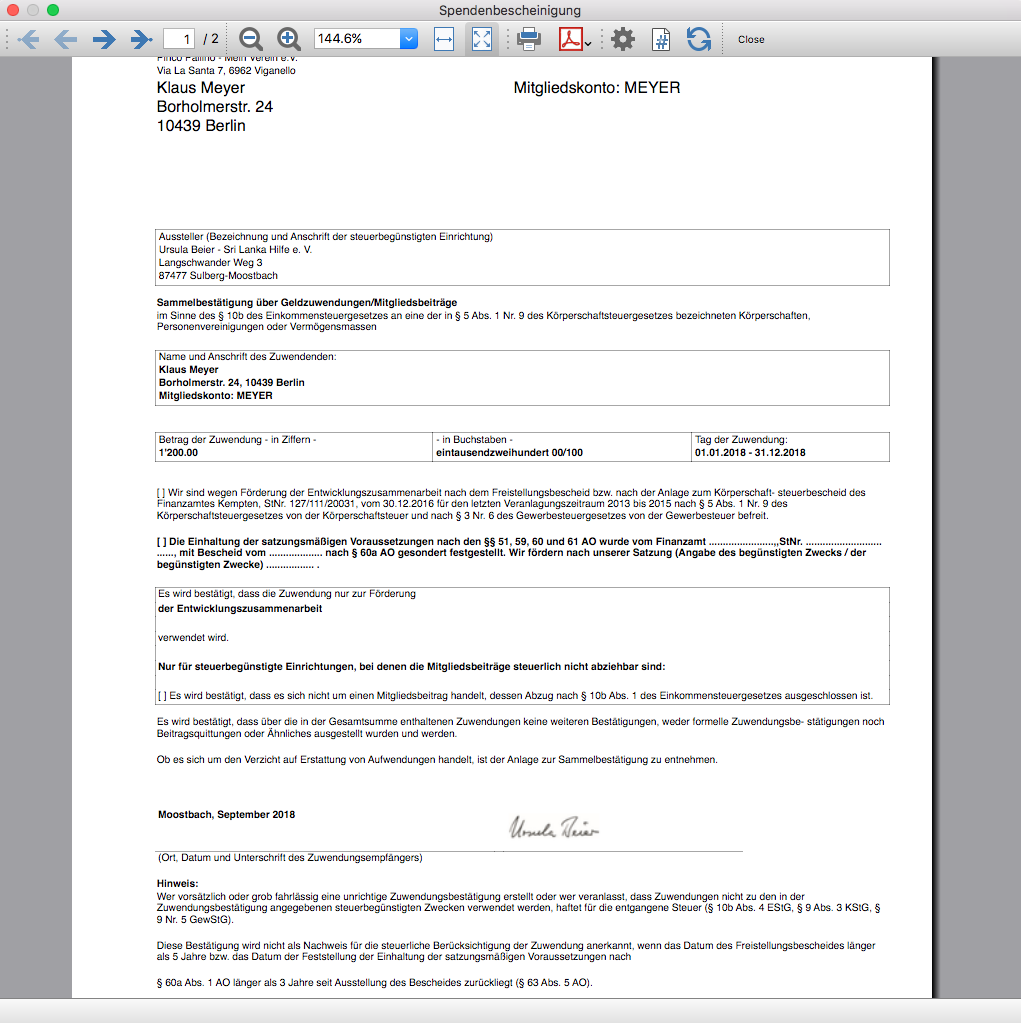 Spendenbescheinigung
1 / 2
144.6%
Close
Pinco Pallino - Mein Verein e.V.
Via La Santa 7, 6962 Viganello
Klaus Meyer
Mitgliedskonto: MEYER
Borholmerstr. 24
10439 Berlin
Aussteller (Bezeichnung und Anschrift der steuerbegünstigten Einrichtung)
Ursula Beier - Sri Lanka Hilfe e. V.
Langschwander Weg 3
87477 Sulberg-Moostbach
Sammelbestätigung über Geldzuwendungen/Mitgliedsbeiträge
im Sinne des § 10b des Einkommensteuergesetzes an eine der in § 5 Abs. 1 Nr. 9 des Körperschaftsteuergesetzes bezeichneten Körperschaften,
Personenvereinigungen oder Vermögensmassen
Name und Anschrift des Zuwendenden:
Klaus Meyer
Borholmerstr. 24, 10439 Berlin
Mitgliedskonto: MEYER
Betrag der Zuwendung - in Ziffern -
1'200.00
- in Buchstaben -
eintausendzweihundert 00/100
Tag der Zuwendung:
01.01.2018 - 31.12.2018
[ ] Wir sind wegen Förderung der Entwicklungszusammenarbeit nach dem Freistellungsbescheid bzw. nach der Anlage zum Körperschaft- steuerbescheid des
Finanzamtes Kempten, StNr. 127/111/20031, vom 30.12.2016 für den letzten Veranlagungszeitraum 2013 bis 2015 nach § 5 Abs. 1 Nr. 9 des
Körperschaftsteuergesetzes von der Körperschaftsteuer und nach § 3 Nr. 6 des Gewerbesteuergesetzes von der Gewerbesteuer befreit.
[ ] Die Einhaltung der satzungsmäßigen Voraussetzungen nach den §§ 51, 59, 60 und 61 AO wurde vom Finanzamt ......................,,StNr. ..........................
......, mit Bescheid vom .................. nach § 60a AO gesondert festgestellt. Wir fördern nach unserer Satzung (Angabe des begünstigten Zwecks / der
begünstigten Zwecke) ................ .
Es wird bestätigt, dass die Zuwendung nur zur Förderung
der Entwicklungszusammenarbeit
verwendet wird.
Nur für steuerbegünstigte Einrichtungen, bei denen die Mitgliedsbeiträge steuerlich nicht abziehbar sind:
[ ] Es wird bestätigt, dass es sich nicht um einen Mitgliedsbeitrag handelt, dessen Abzug nach § 10b Abs. 1 des Einkommensteuergesetzes ausgeschlossen ist.
Es wird bestätigt, dass über die in der Gesamtsumme enthaltenen Zuwendungen keine weiteren Bestätigungen, weder formelle Zuwendungsbe- stätigungen noch
Beitragsquittungen oder Ähnliches ausgestellt wurden und werden.
Ob es sich um den Verzicht auf Erstattung von Aufwendungen handelt, ist der Anlage zur Sammelbestätigung zu entnehmen.
Moostbach, September 2018
Ursula Beier
(Ort, Datum und Unterschrift des Zuwendungsempfängers)
Hinweis:
Wer vorsätzlich oder grob fahrlässig eine unrichtige Zuwendungsbestätigung erstellt oder wer veranlasst, dass Zuwendungen nicht zu den in der
Zuwendungsbestätigung angegebenen steuerbegünstigten Zwecken verwendet werden, haftet für die entgangene Steuer (§ 10b Abs. 4 EStG, § 9 Abs. 3 KStG, §
9 Nr. 5 GewStG).
Diese Bestätigung wird nicht als Nachweis für die steuerliche Berücksichtigung der Zuwendung anerkannt, wenn das Datum des Freistellungsbescheides länger
als 5 Jahre bzw. das Datum der Feststellung der Einhaltung der satzungsmäßigen Voraussetzungen nach
§ 60a Abs. 1 AO länger als 3 Jahre seit Ausstellung des Bescheides zurückliegt (§ 63 Abs. 5 AO).